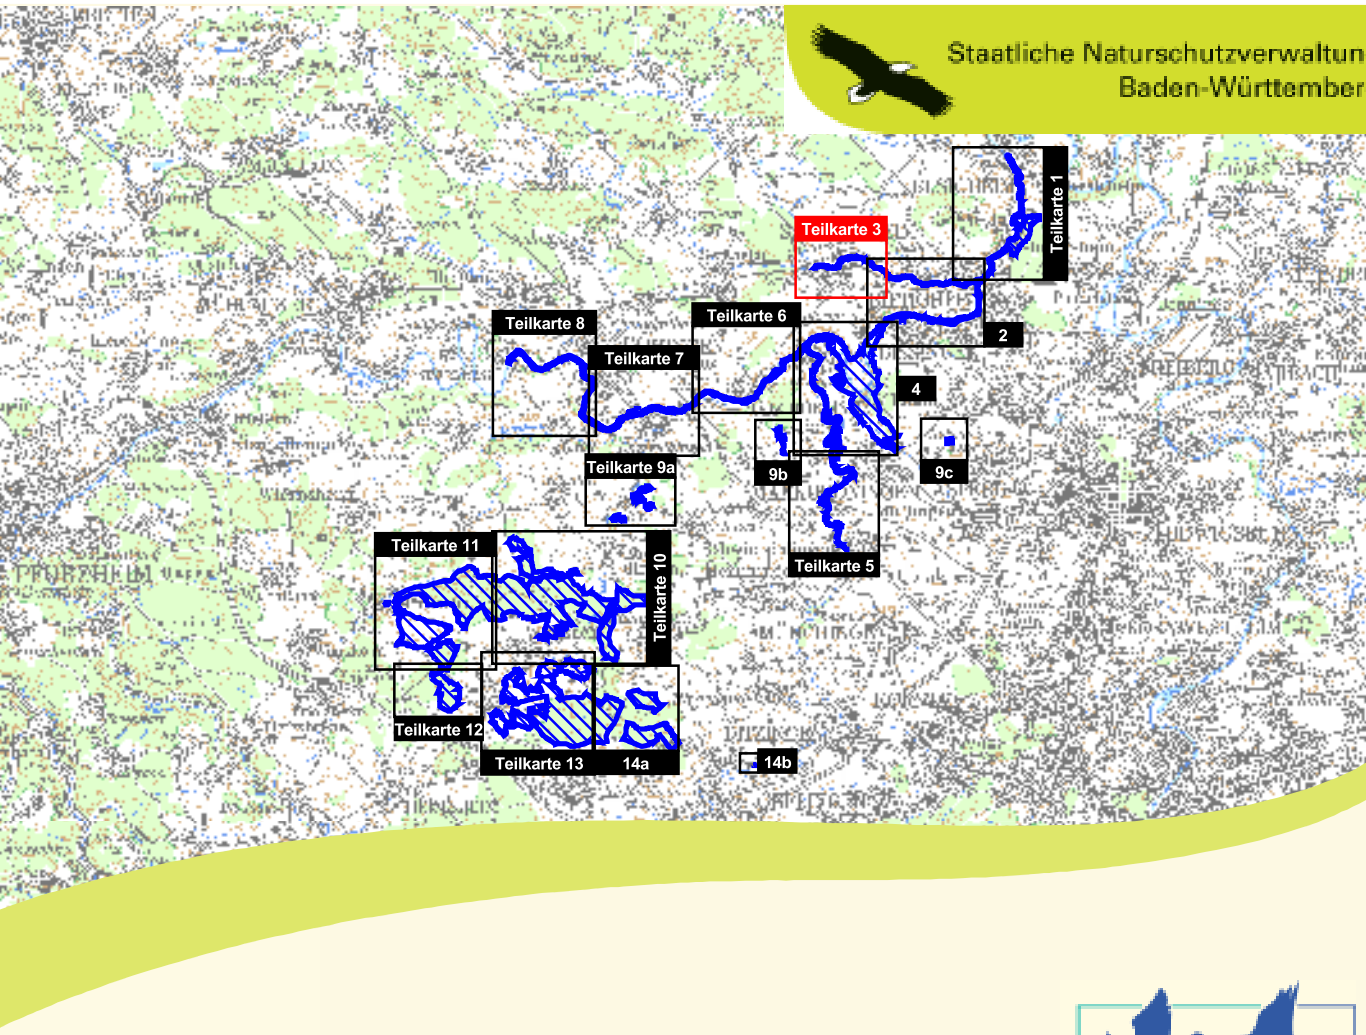 Staatliche Naturschutzverwaltun
Baden-Württember
Teilkarte 1
Teilkarte 3
Teilkarte 6
Teilkarte 8
2
Teilkarte 7
4
Teilkarte 9a
9b
9c
Teilkarte 11
Teilkarte 10
Teilkarte 5
Teilkarte 12
Teilkarte 13
14a
14b